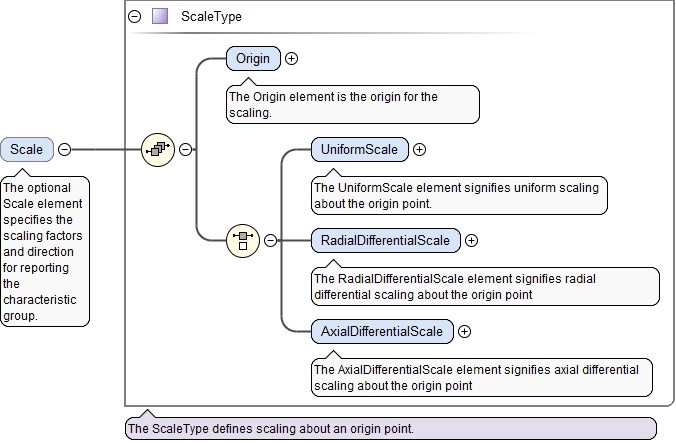 ScaleType
Origin
The Origin element is the origin for the
scaling.
Scale
The optional
Scale element
specifies the
scaling factors
and direction
for reporting
the
characteristic
group.
UniformScale
The UniformScale element signifies uniform scaling
about the origin point.
RadialDifferentialScale
The RadialDifferentialScale element signifies radial
differential scaling about the origin point
AxialDifferentialScale
The AxialDifferentialScale element signifies axial differential
scaling about the origin point
The ScaleType defines scaling about an origin point.